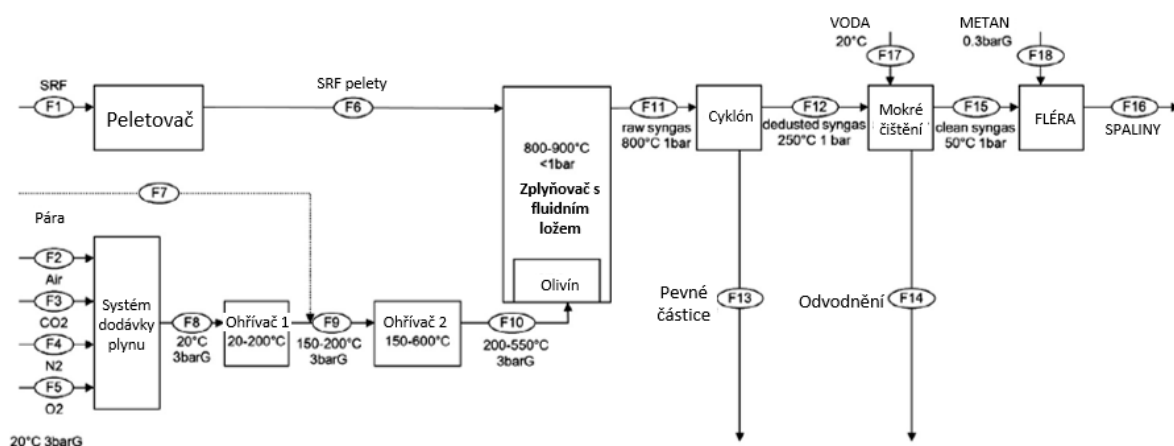 SRF
F1
Peletovač
SRF pelety
F6
F7
Pára
F2
Air
F3
CO2
F4
N2
F5
O2
20°C 3barG
Systém
dodávky
plynu
F8
20°C
3barG
Ohřívač 1
20-200°C
F9
150-200°C
3barG
Ohřívač 2
150-600°C
F10
200-550°C
3barG
800-900°C
<1bar
Zplyňovač s
fluidním
ložem
Olivín
F11
raw syngas
800°C 1bar
Cyklón
F13
Pevné
částice
F12
dedusted syngas
250°C 1 bar
VODA
20°C
F17
Mokré
čištění
F14
Odvodnění
F15
clean syngas
50°C 1bar
METAN
0.3barG
F18
FLÉRA
F16
SPALINY